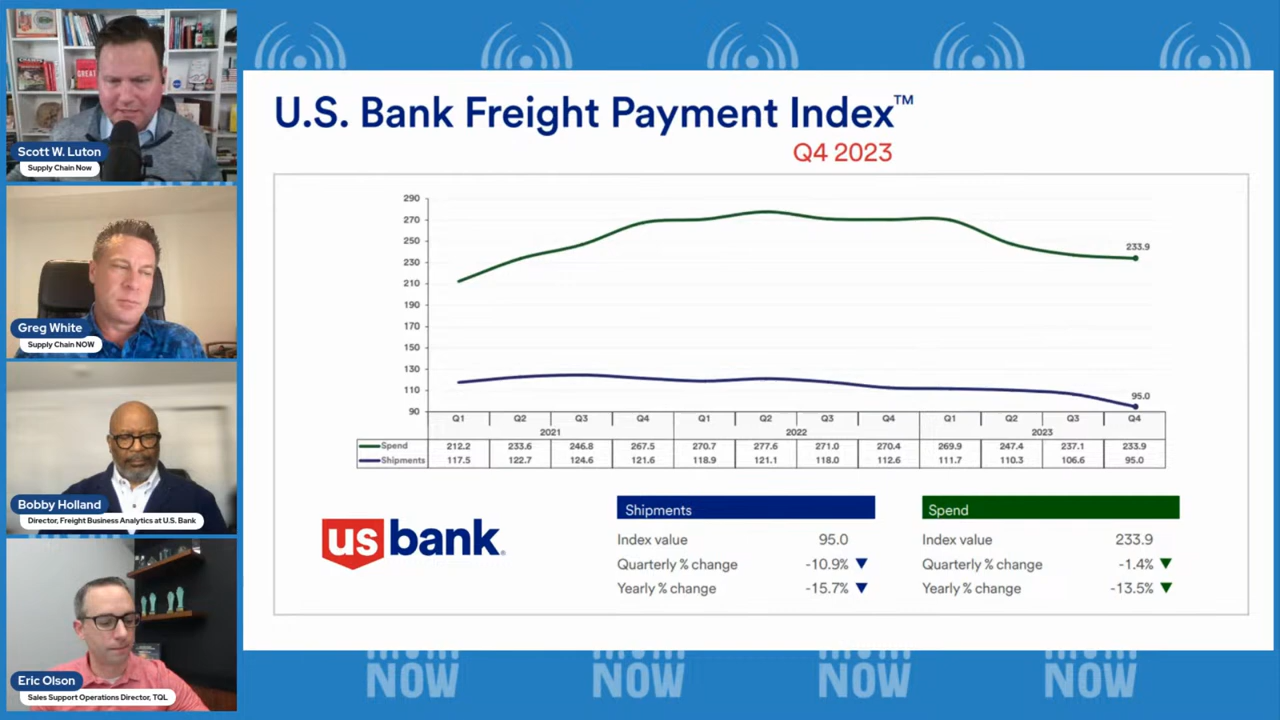 Scott W. Luton
Supply Chain Now
Greg White
Supply Chain NOW
Bobby Holland
Director, Freight Business Analytics at U.S. Bank
Eric Olson
Sales Support Operations Director, TQL
U.S. Bank Freight Payment Index™
Q4 2023
290
270
250
230
210
190
170
150
130
110
90
233.9
95.0
Q1 Q2 Q3 Q4 Q1 Q2 Q3 Q4 Q1 Q2 Q3 Q4
2021 2022 2023
Spend 212.2 233.6 246.8 267.5 270.7 277.6 271.0 270.4 269.9 247.4 237.1 233.9
Shipments 117.5 122.7 124.6 121.6 118.9 121.1 118.0 112.6 111.7 110.3 106.6 95.0
usbank
Shipments
Index value 95.0
Quarterly % change -10.9% ▼
Yearly % change -15.7% ▼
Spend
Index value 233.9
Quarterly % change -1.4% ▼
Yearly % change -13.5% ▼
NOW NOW NOW NOW